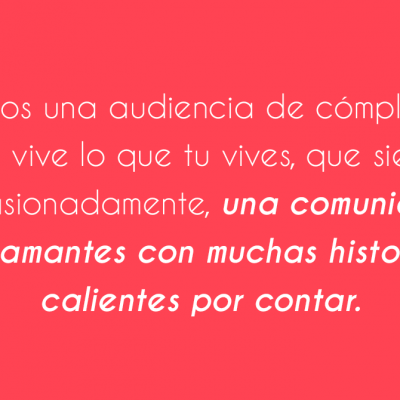 os una audiencia de cómpl
vive lo que tu vives, que sie
asionadamente, una comuni
amantes con muchas histo
calientes por contar.